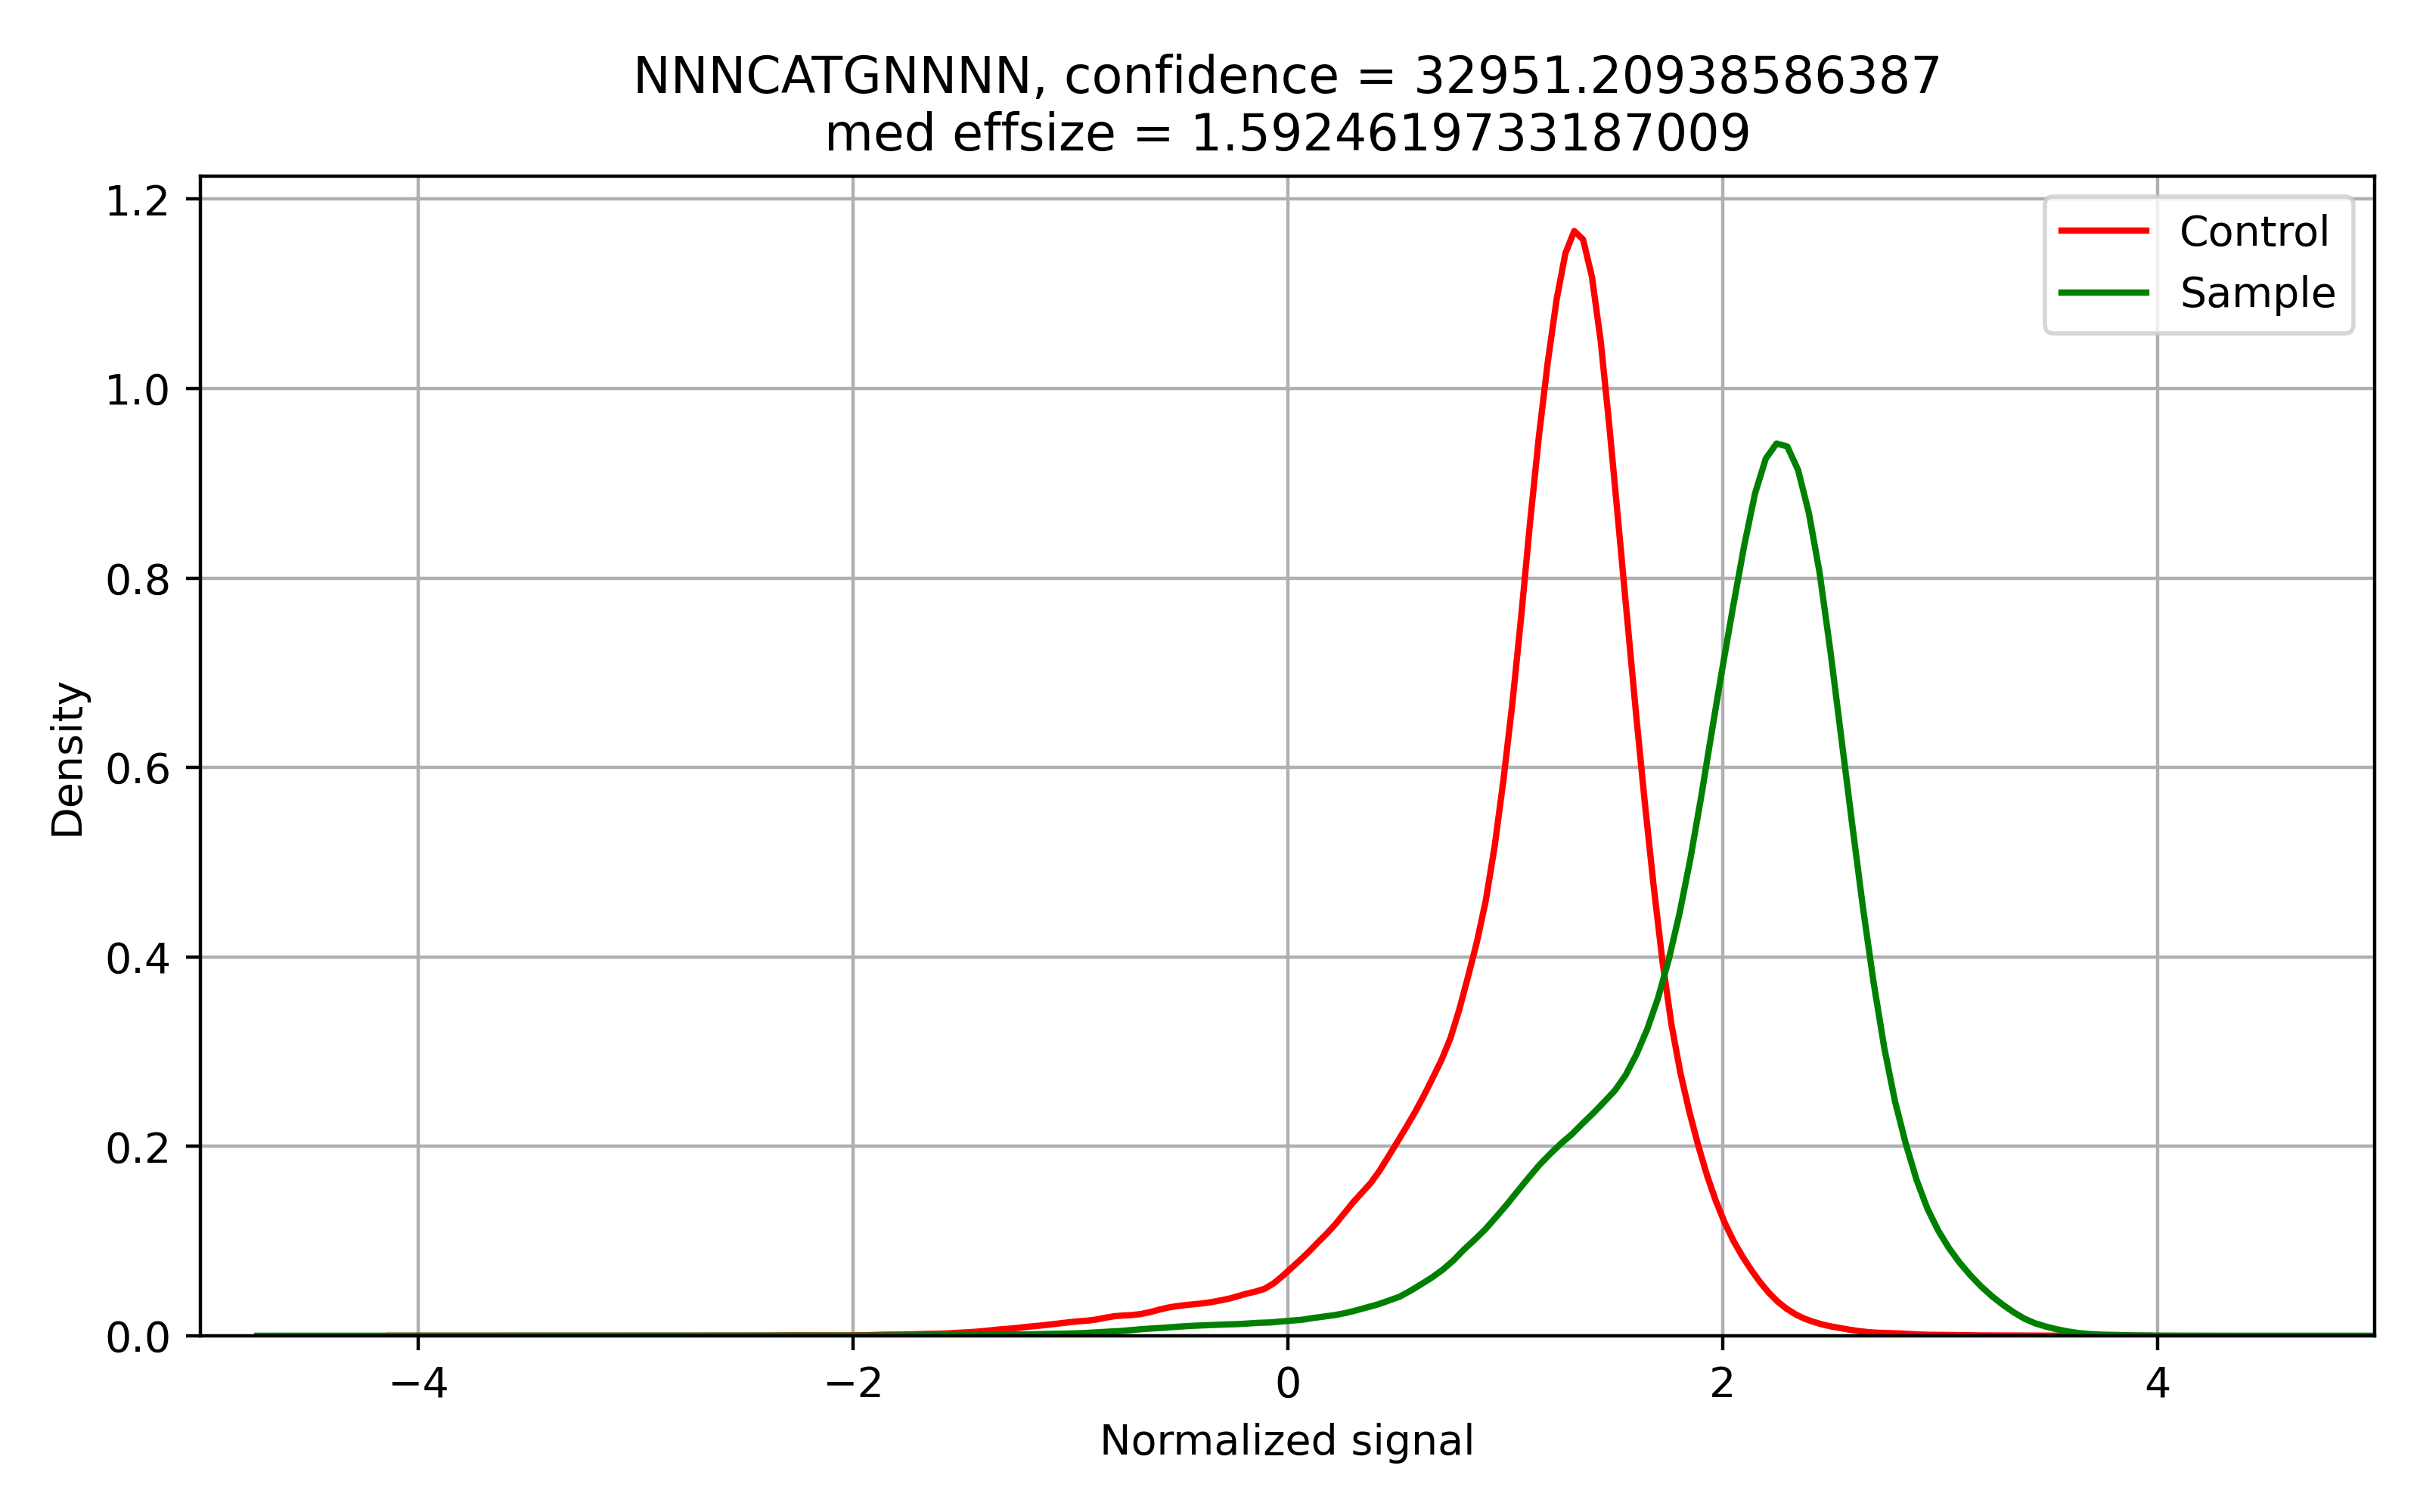 NNNCATGNNNN, confidence = 32951.20938586387
med effsize = 1.5924619733187009
1.2
1.0
0.8
0.6
0.4
0.2
0.0
Density
Control
Sample
−4
−2
0
2
4
Normalized signal